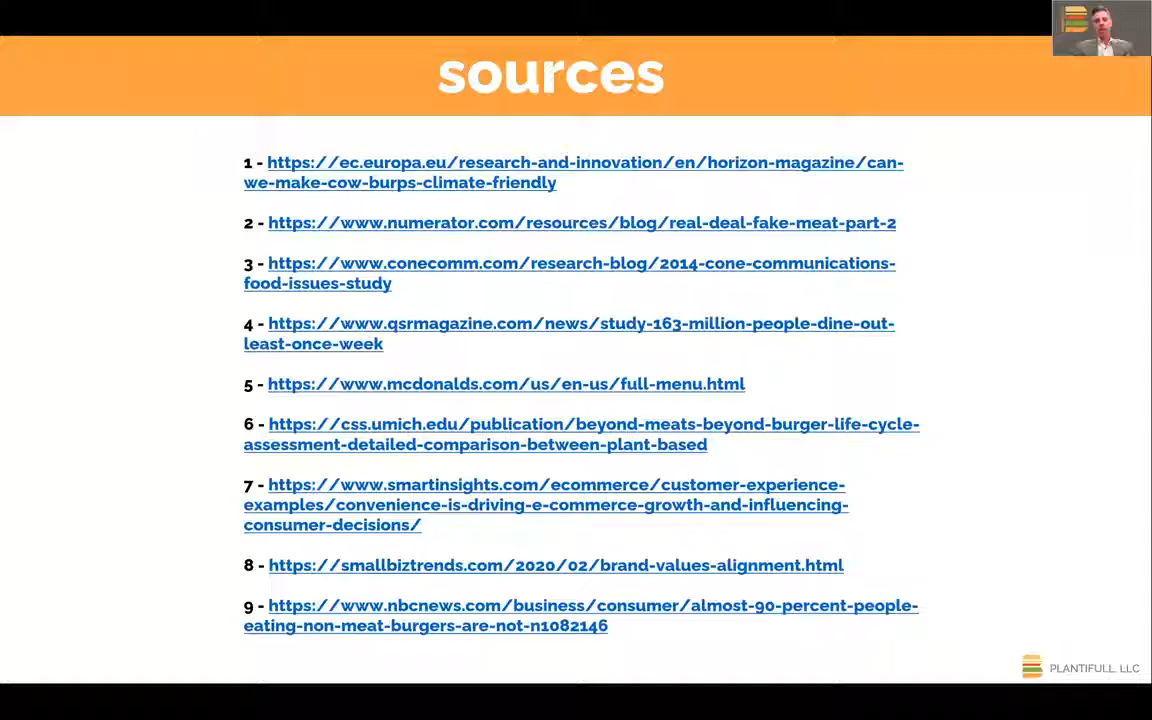 sources
1 - https://ec.europa.eu/research-and-innovation/en/horizon-magazine/can-
we-make-cow-burps-climate-friendly
2 - https://www.numerator.com/resources/blog/real-deal-fake-meat-part-2
3 - https://www.conecomm.com/research-blog/2014-cone-communications-
food-issues-study
4 - https://www.qsrmagazine.com/news/study-163-million-people-dine-out-
least-once-week
5 - https://www.mcdonalds.com/us/en-us/full-menu.html
6 - https://css.umich.edu/publication/beyond-meats-beyond-burger-life-cycle-
assessment-detailed-comparison-between-plant-based
7 - https://www.smartinsights.com/ecommerce/customer-experience-
examples/convenience-is-driving-e-commerce-growth-and-influencing-
consumer-decisions/
8 - https://smallbiztrends.com/2020/02/brand-values-alignment.html
9 - https://www.nbcnews.com/business/consumer/almost-90-percent-people-
eating-non-meat-burgers-are-not-n1082146
PLANTIFULL, LLC